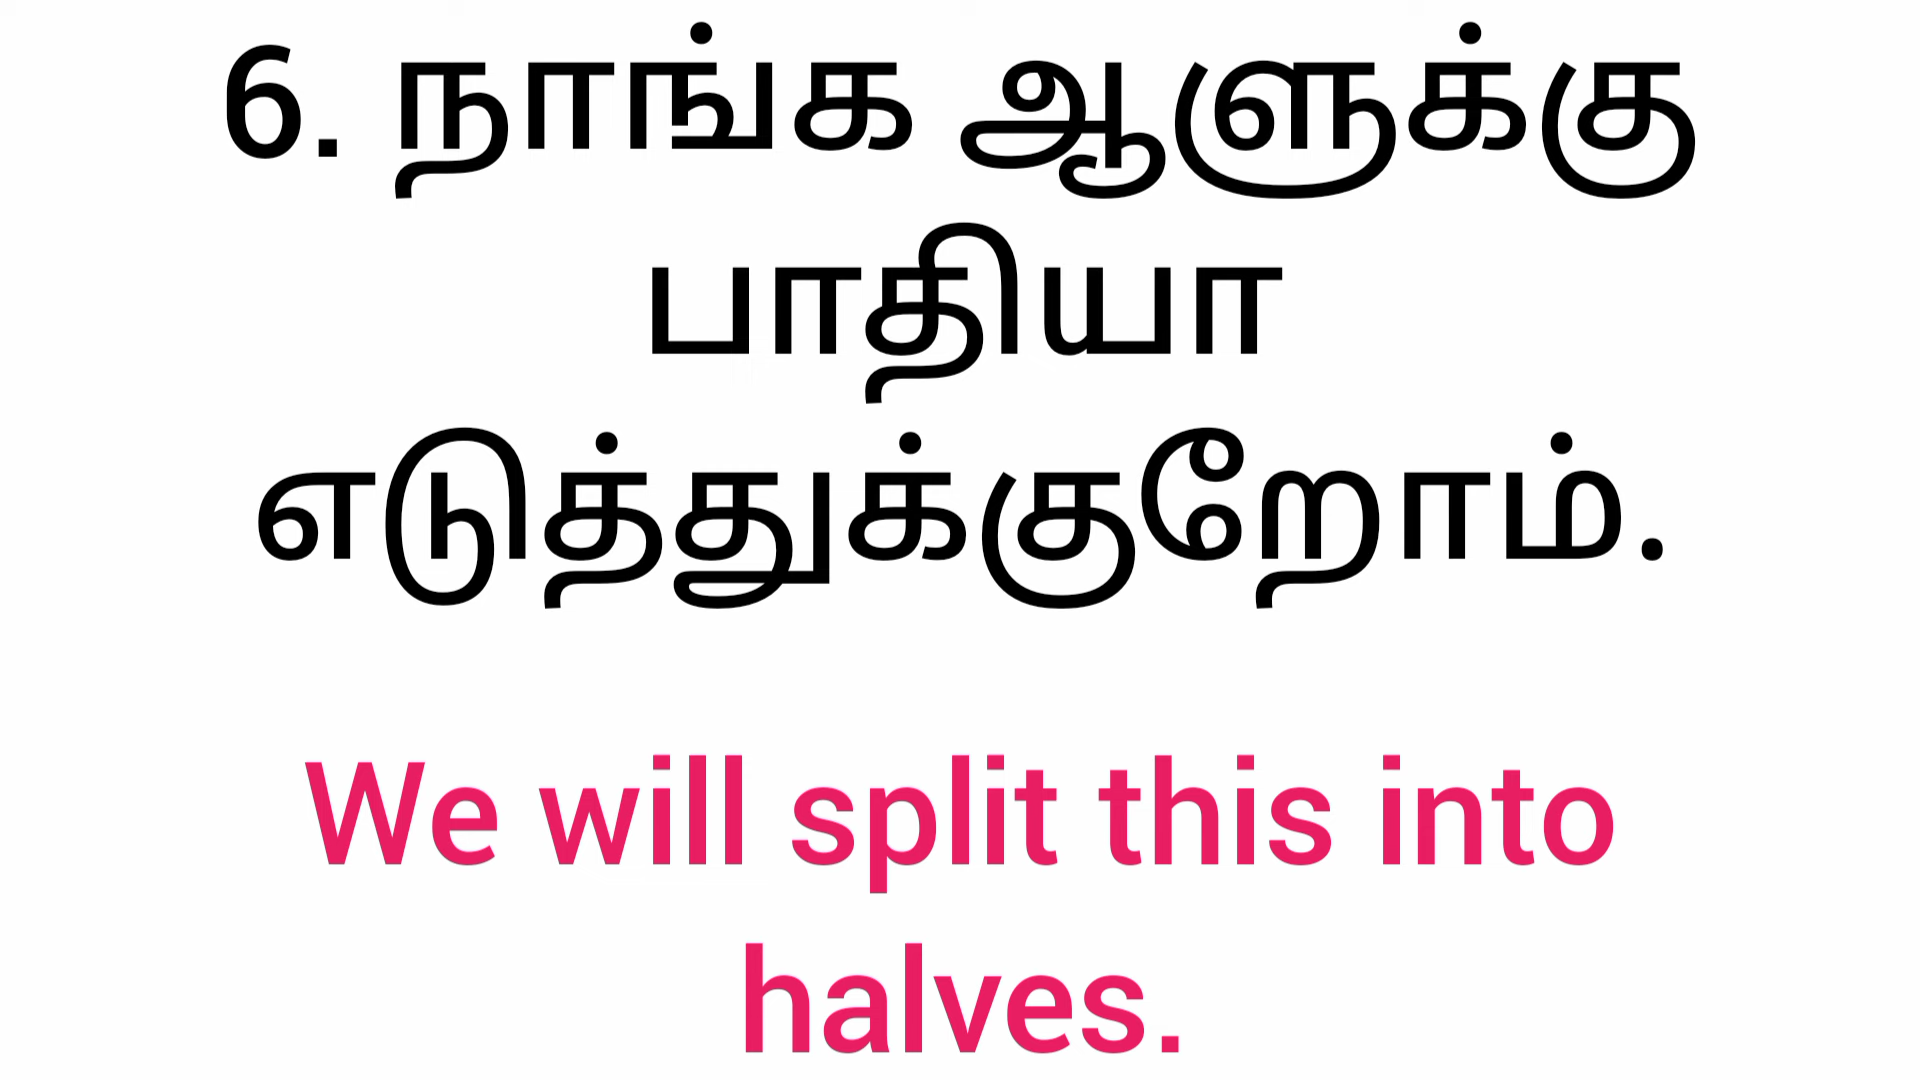 6. நாங்க ஆளுக்கு
பாதியா
எடுத்துக்குறோம்.
We will split this into
halves.